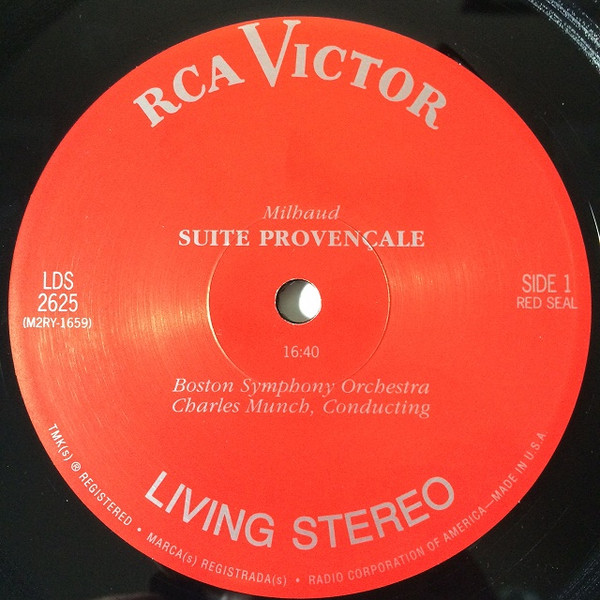 RCA VICTOR
Milhaud
SUITE PROVENÇALE
LDS
2625
(M2RY-1659)
SIDE 1
RED SEAL
16:40
Boston Symphony Orchestra
Charles Munch, Conducting
LIVING STEREO
TMK(s) ® REGISTERED • MARCA(s) REGISTRADA(s) • RADIO CORPORATION OF AMERICA—MADE IN U.S.A.